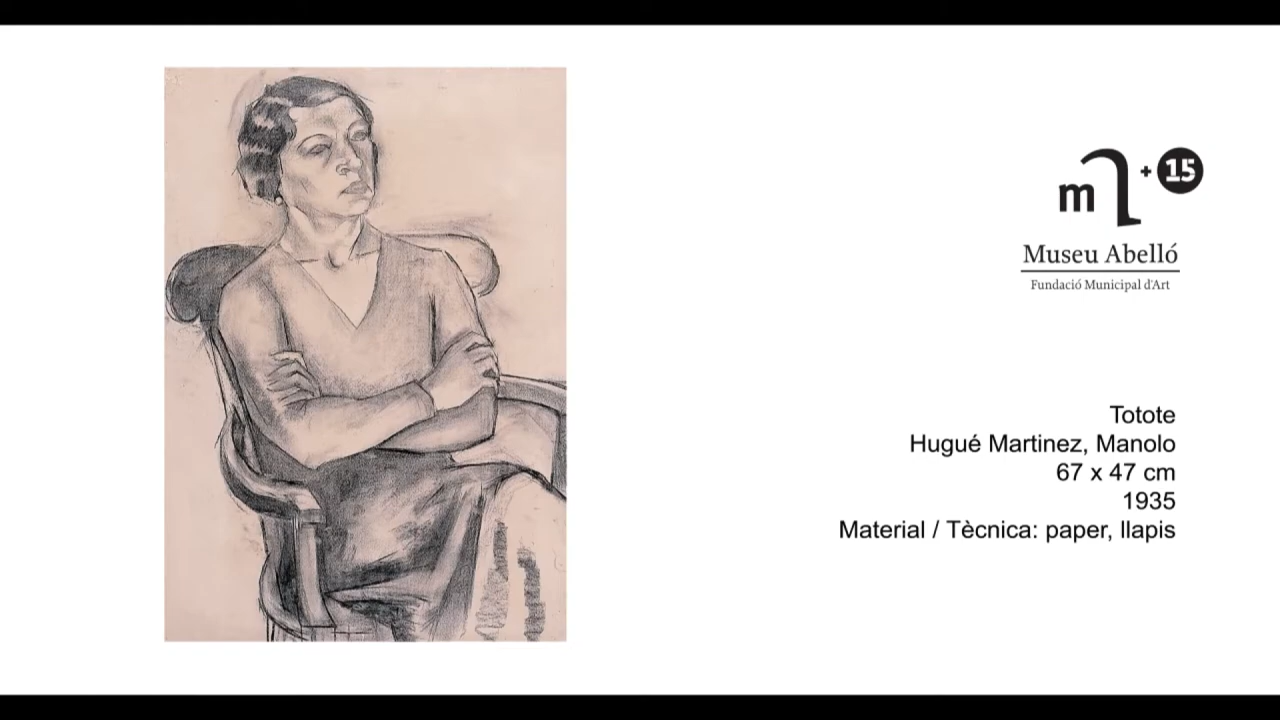 m + 15
Museu Abelló
Fundació Municipal d'Art
Totote
Hugué Martinez, Manolo
67 x 47 cm
1935
Material / Tècnica: paper, llapis